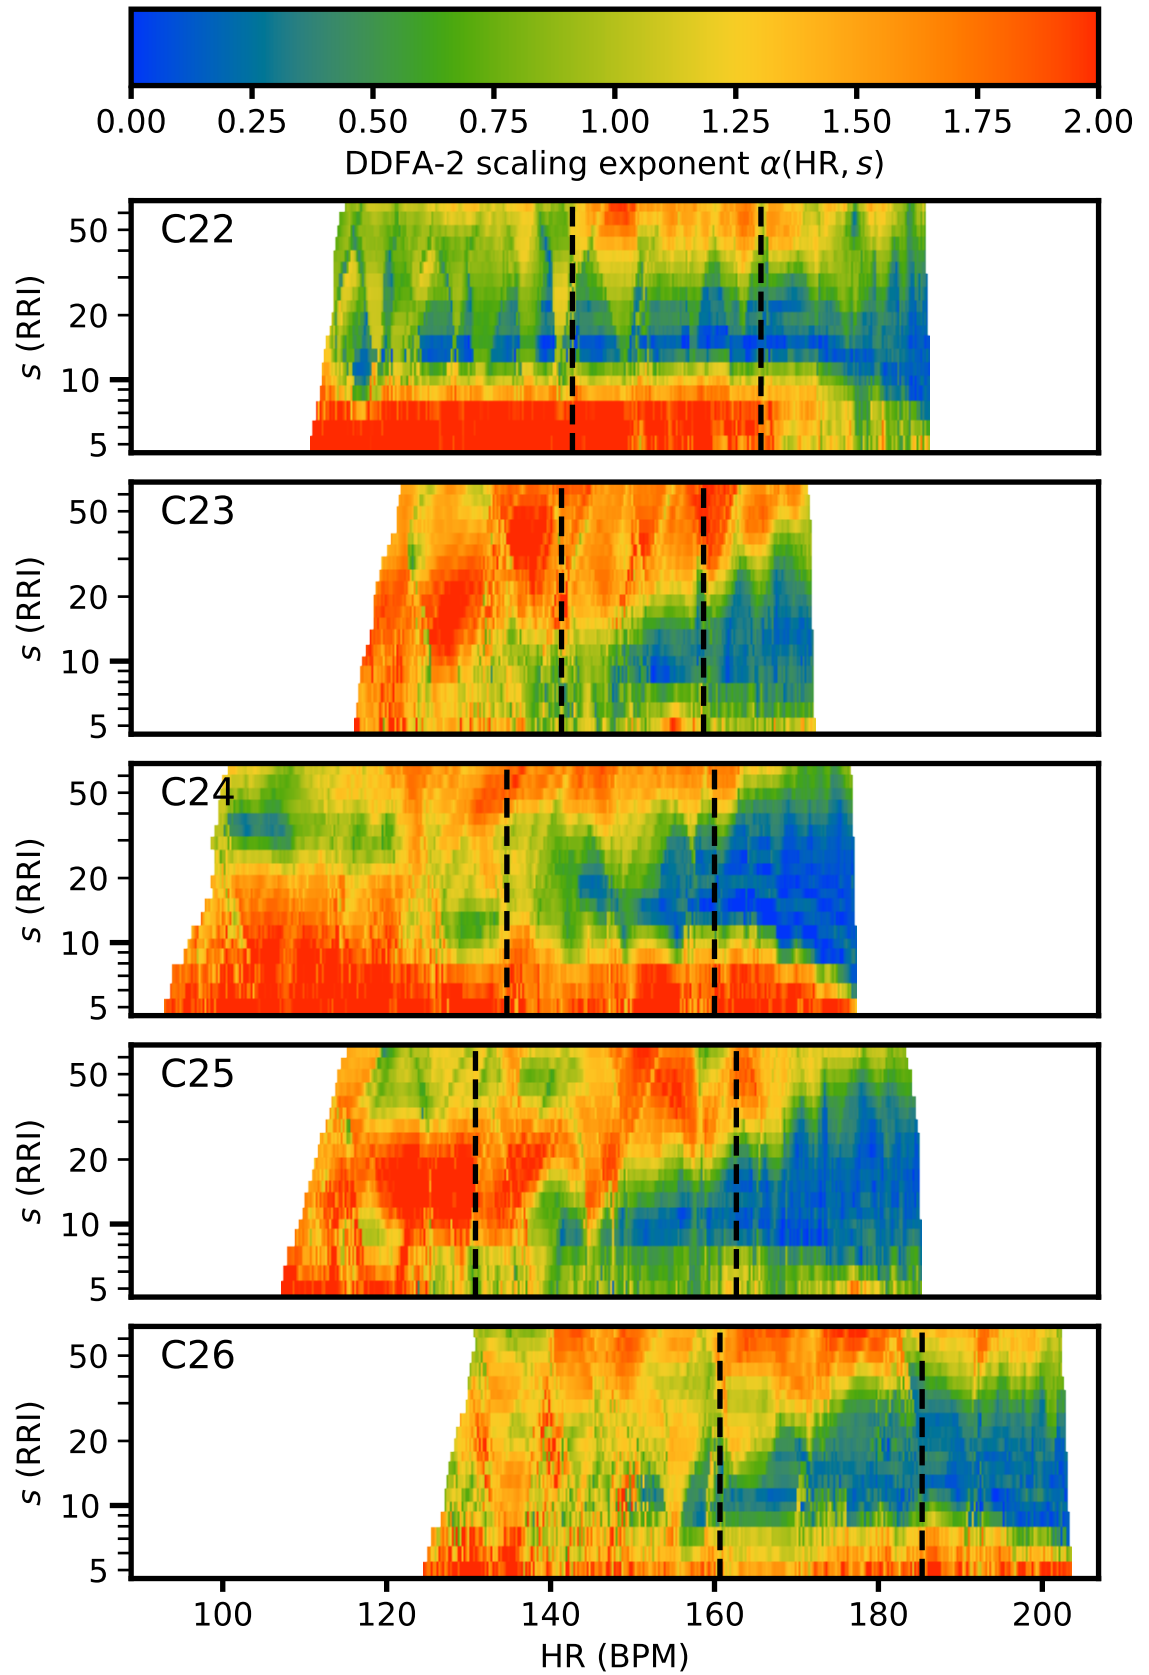 0.00 0.25 0.50 0.75 1.00 1.25 1.50 1.75 2.00
DDFA-2 scaling exponent α(HR, s)
C22
50
20
10
5
s (RRI)
C23
50
20
10
5
s (RRI)
C24
50
20
10
5
s (RRI)
C25
50
20
10
5
s (RRI)
C26
50
20
10
5
s (RRI)
100 120 140 160 180 200
HR (BPM)